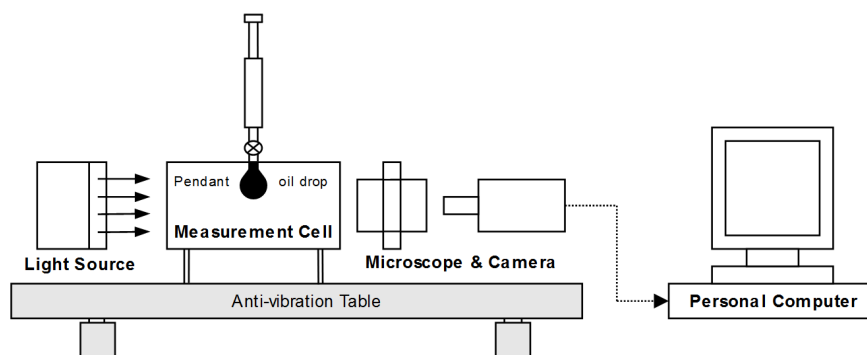 Pendant oil drop
Measurement Cell
Light Source
Microscope & Camera
Anti-vibration Table
Personal Computer